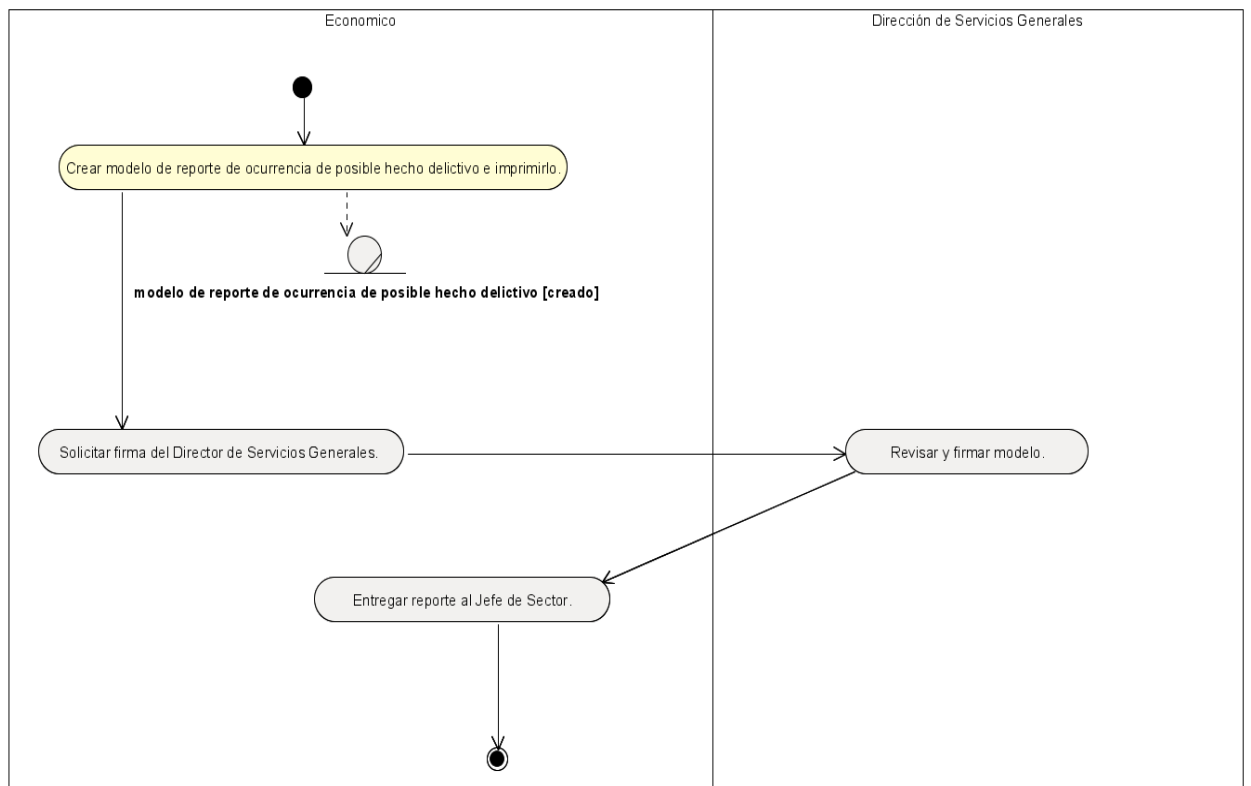 Economico
Dirección de Servicios Generales
Crear modelo de reporte de ocurrencia de posible hecho delictivo e imprimirlo.
modelo de reporte de ocurrencia de posible hecho delictivo [creado]
Solicitar firma del Director de Servicios Generales.
Revisar y firmar modelo.
Entregar reporte al Jefe de Sector.